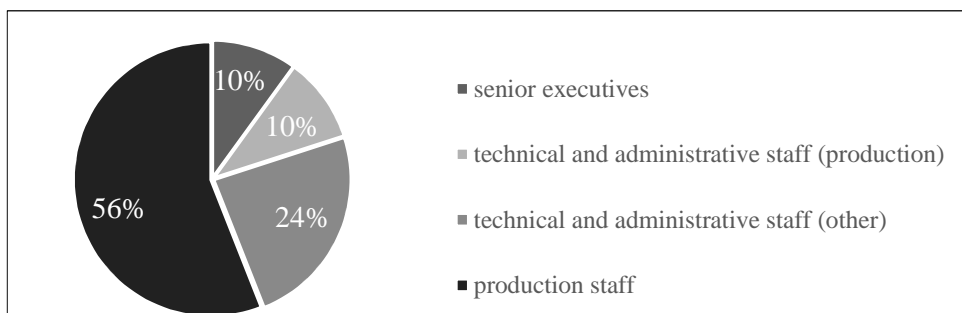 10%
10%
24%
56%
senior executives
technical and administrative staff (production)
technical and administrative staff (other)
production staff